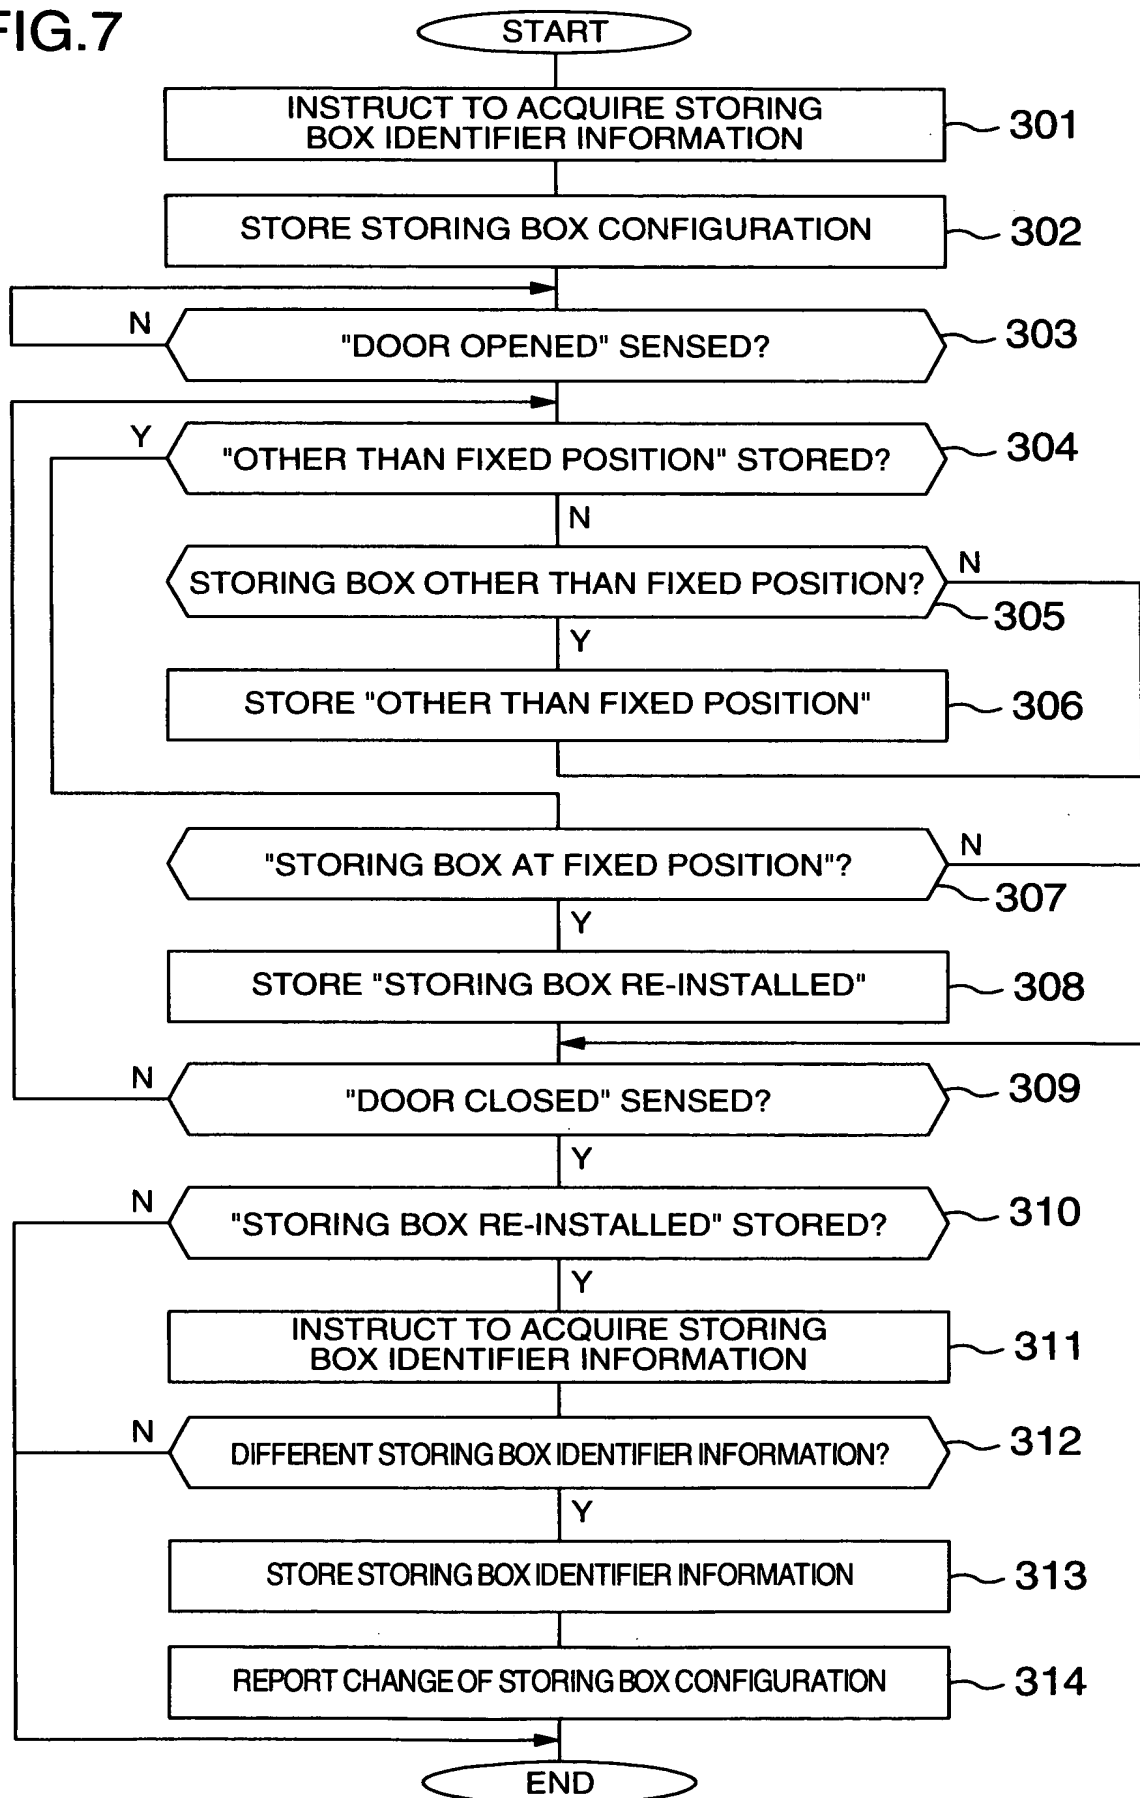 FIG.7
START
INSTRUCT TO ACQUIRE STORING
BOX IDENTIFIER INFORMATION
301
STORE STORING BOX CONFIGURATION
302
N
"DOOR OPENED" SENSED?
303
Y
"OTHER THAN FIXED POSITION" STORED?
304
N
STORING BOX OTHER THAN FIXED POSITION?
N
305
Y
STORE "OTHER THAN FIXED POSITION"
306
"STORING BOX AT FIXED POSITION"?
N
307
Y
STORE "STORING BOX RE-INSTALLED"
308
N
"DOOR CLOSED" SENSED?
309
Y
N
"STORING BOX RE-INSTALLED" STORED?
310
Y
INSTRUCT TO ACQUIRE STORING
BOX IDENTIFIER INFORMATION
311
N
DIFFERENT STORING BOX IDENTIFIER INFORMATION?
312
Y
STORE STORING BOX IDENTIFIER INFORMATION
313
REPORT CHANGE OF STORING BOX CONFIGURATION
314
END